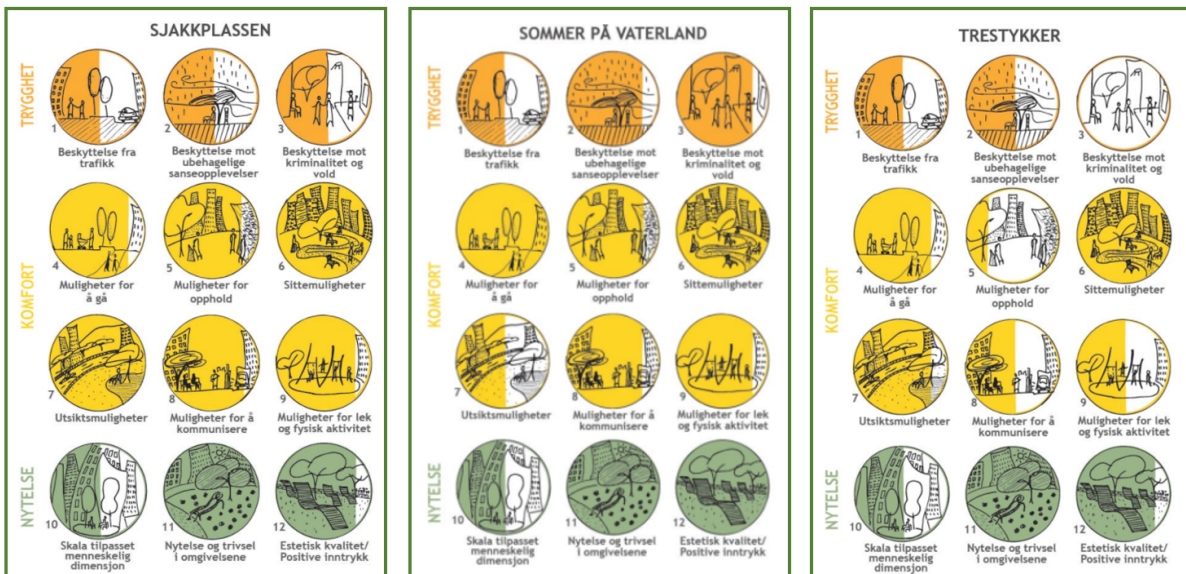 SJAKKPLASSEN
TRYGGHET
1
Beskyttelse fra
trafikk
2
Beskyttelse mot
ubehagelige
sanseopplevelser
3
Beskyttelse mot
kriminalitet og
vold
KOMFORT
4
Muligheter for
å gå
5
Muligheter for
opphold
6
Sittemuligheter
7
Utsiktsmuligheter
8
Muligheter for å
kommunisere
9
Muligheter for lek
og fysisk aktivitet
NYTELSE
10
Skala tilpasset
menneskelig
dimensjon
11
Nytelse og trivsel
i omgivelsene
12
Estetisk kvalitet/
Positive inntrykk
SOMMER PÅ VATERLAND
TRYGGHET
1
Beskyttelse fra
trafikk
2
Beskyttelse mot
ubehagelige
sanseopplevelser
3
Beskyttelse mot
kriminalitet og
vold
KOMFORT
4
Muligheter for
å gå
5
Muligheter for
opphold
6
Sittemuligheter
7
Utsiktsmuligheter
8
Muligheter for å
kommunisere
9
Muligheter for lek
og fysisk aktivitet
NYTELSE
10
Skala tilpasset
menneskelig
dimensjon
11
Nytelse og trivsel
i omgivelsene
12
Estetisk kvalitet/
Positive inntrykk
TRESTYKKER
TRYGGHET
1
Beskyttelse fra
trafikk
2
Beskyttelse mot
ubehagelige
sanseopplevelser
3
Beskyttelse mot
kriminalitet og
vold
KOMFORT
4
Muligheter for
å gå
5
Muligheter for
opphold
6
Sittemuligheter
7
Utsiktsmuligheter
8
Muligheter for å
kommunisere
9
Muligheter for lek
og fysisk aktivitet
NYTELSE
10
Skala tilpasset
menneskelig
dimensjon
11
Nytelse og trivsel
i omgivelsene
12
Estetisk kvalitet/
Positive inntrykk